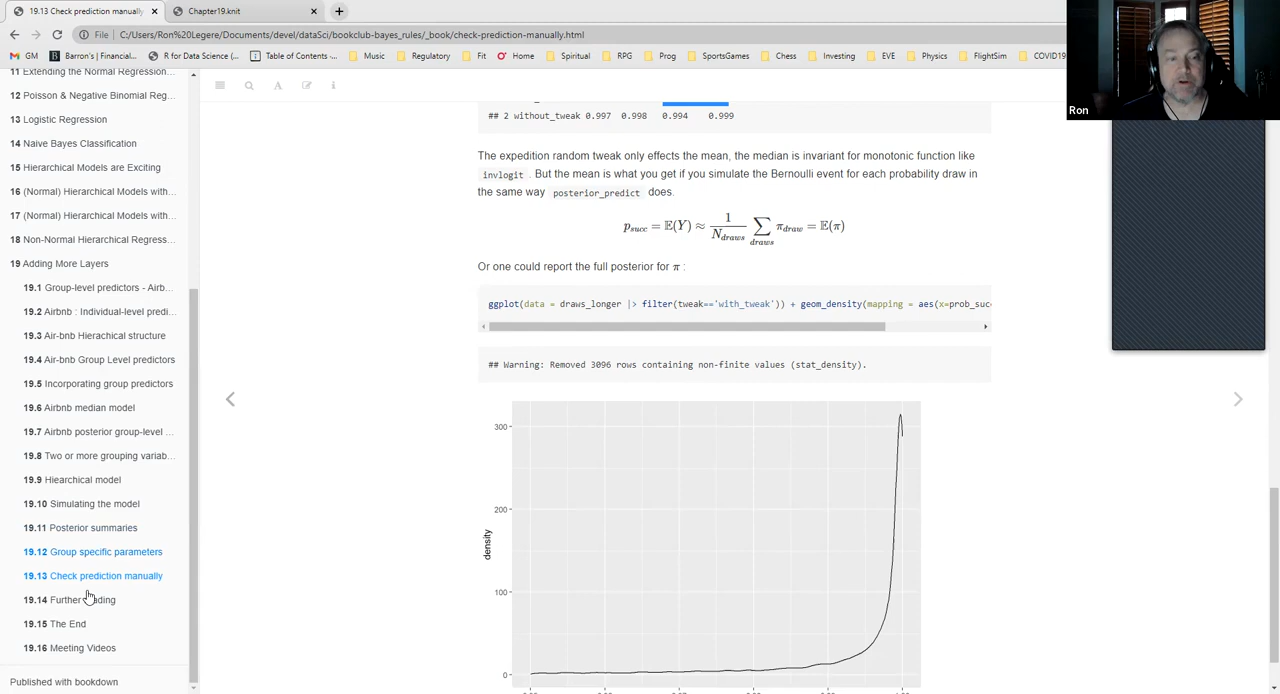 19.13 Check prediction manually
Chapter19.knit
File
C:/Users/Ron%20Legere/Documents/devel/dataSci/bookclub-bayes_rules/_book/check-prediction-manually.html
GM
Barron's | Financial...
R for Data Science (...
Table of Contents -...
Music
Regulatory
Fit
Home
Spiritual
RPG
Prog
SportsGames
Chess
Investing
EVE
Physics
FlightSim
COVID19
Ron
11 Extending the Normal Regression...
12 Poisson & Negative Binomial Reg...
13 Logistic Regression
14 Naive Bayes Classification
15 Hierarchical Models are Exciting
16 (Normal) Hierarchical Models with...
17 (Normal) Hierarchical Models with...
18 Non-Normal Hierarchical Regress...
19 Adding More Layers
19.1 Group-level predictors - Airb...
19.2 Airbnb : Individual-level predi...
19.3 Air-bnb Hierachical structure
19.4 Air-bnb Group Level predictors
19.5 Incorporating group predictors
19.6 Airbnb median model
19.7 Airbnb posterior group-level ...
19.8 Two or more grouping variab...
19.9 Hiearchical model
19.10 Simulating the model
19.11 Posterior summaries
19.12 Group specific parameters
19.13 Check prediction manually
19.14 Further
19.15 The End
19.16 Meeting Videos
Published with bookdown
## 2 without_tweak 0.997 0.998 0.994 0.999
The expedition random tweak only effects the mean, the median is invariant for monotonic function like
invlogit . But the mean is what you get if you simulate the Bernoulli event for each probability draw in
the same way posterior_predict does.
p_succ = 𝔼(Y) ≈ 1/N_draws ∑_draws π_draw = 𝔼(π)
Or one could report the full posterior for π :
ggplot(data = draws_longer |> filter(tweak=='with_tweak')) + geom_density(mapping = aes(x=prob_suc
## Warning: Removed 3096 rows containing non-finite values (stat_density).
300
200
100
0
density